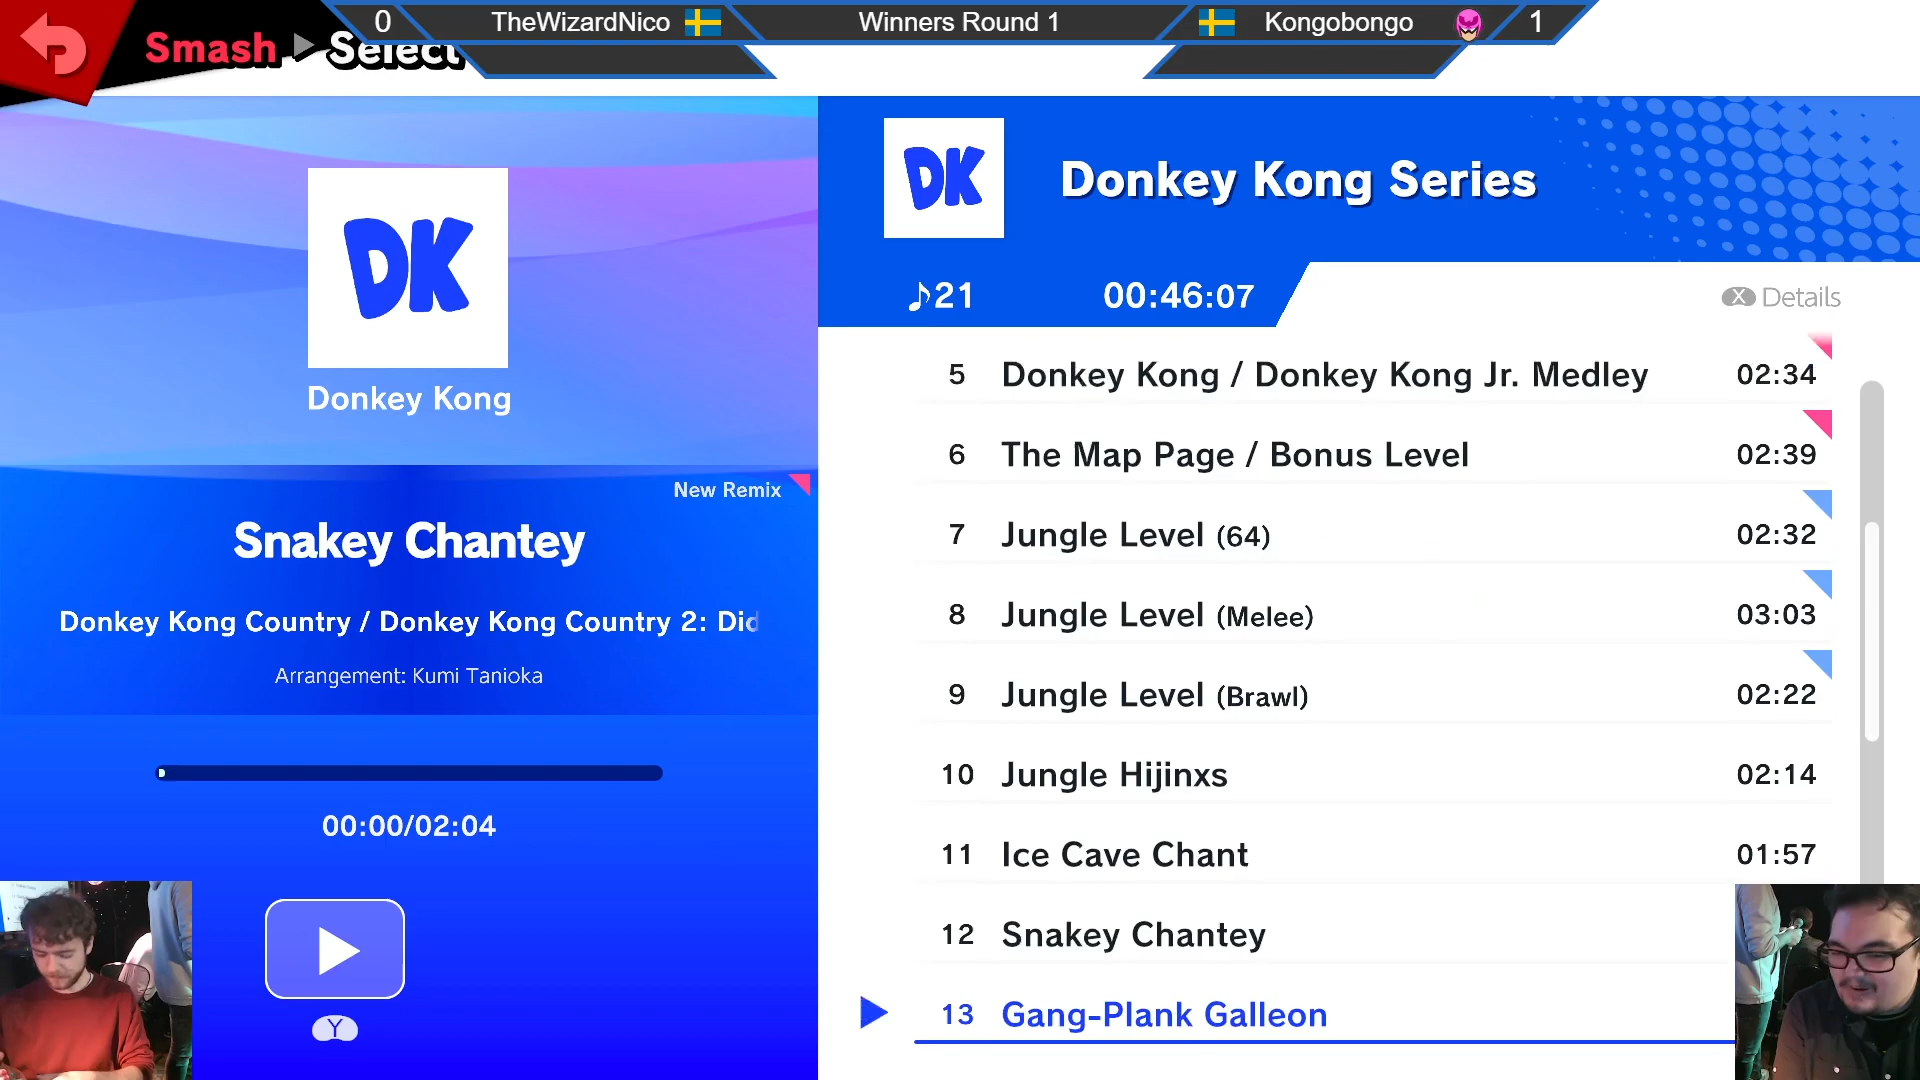 0
TheWizardNico
Winners Round 1
Kongobongo
1
Smash
Select
DK
Donkey Kong
New Remix
Snakey Chantey
Donkey Kong Country / Donkey Kong Country 2: Did
Arrangement: Kumi Tanioka
00:00/02:04
Y
DK
Donkey Kong Series
♪21
00:46:07
X Details
5 Donkey Kong / Donkey Kong Jr. Medley 02:34
6 The Map Page / Bonus Level 02:39
7 Jungle Level (64) 02:32
8 Jungle Level (Melee) 03:03
9 Jungle Level (Brawl) 02:22
10 Jungle Hijinxs 02:14
11 Ice Cave Chant 01:57
12 Snakey Chantey
13 Gang-Plank Galleon